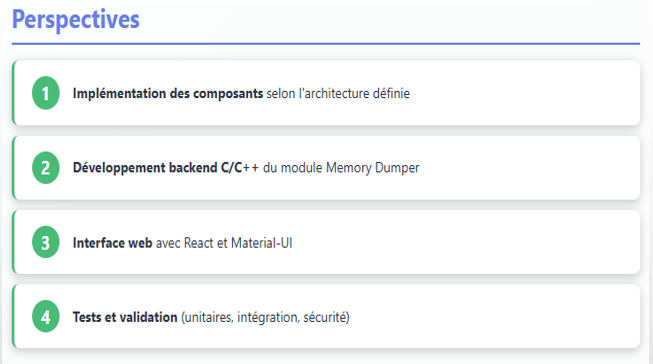 Perspectives
1 Implémentation des composants selon l'architecture définie
2 Développement backend C/C++ du module Memory Dumper
3 Interface web avec React et Material-UI
4 Tests et validation (unitaires, intégration, sécurité)